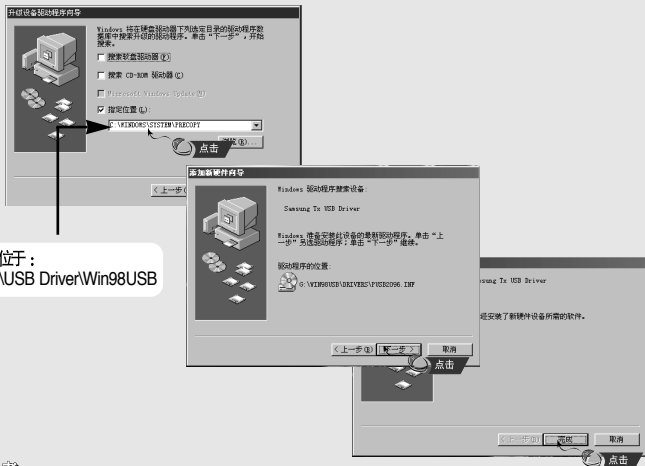 升级设备驱动程序向导
Windows 将在硬盘驱动器下列选定目录的驱动程序数
据库中搜索升级的驱动程序。单击“下一步”，开始
搜索。
搜索软盘驱动器(F)
搜索 CD-ROM 驱动器(C)
Microsoft Windows Update(M)
指定位置(L):
C:\WINDOWS\SYSTEM\PRECOPY
(R)...
点击
<上一步(
位于：
\USB Driver\Win98USB
添加新硬件向导
Windows 驱动程序搜索设备:
Samsung Tx USB Driver
Windows 准备安装此设备的最新驱动程序。单击“上
一步”另选驱动程序；单击“下一步”继续。
驱动程序的位置:
G:\WIN98USB\DRIVERS\PUSB2096.INF
<上一步(B)
下一步 >
取消
点击
msung Tx USB Driver
经安装了新硬件设备所需的软件。
<上一步(B)
完成
取消
点击